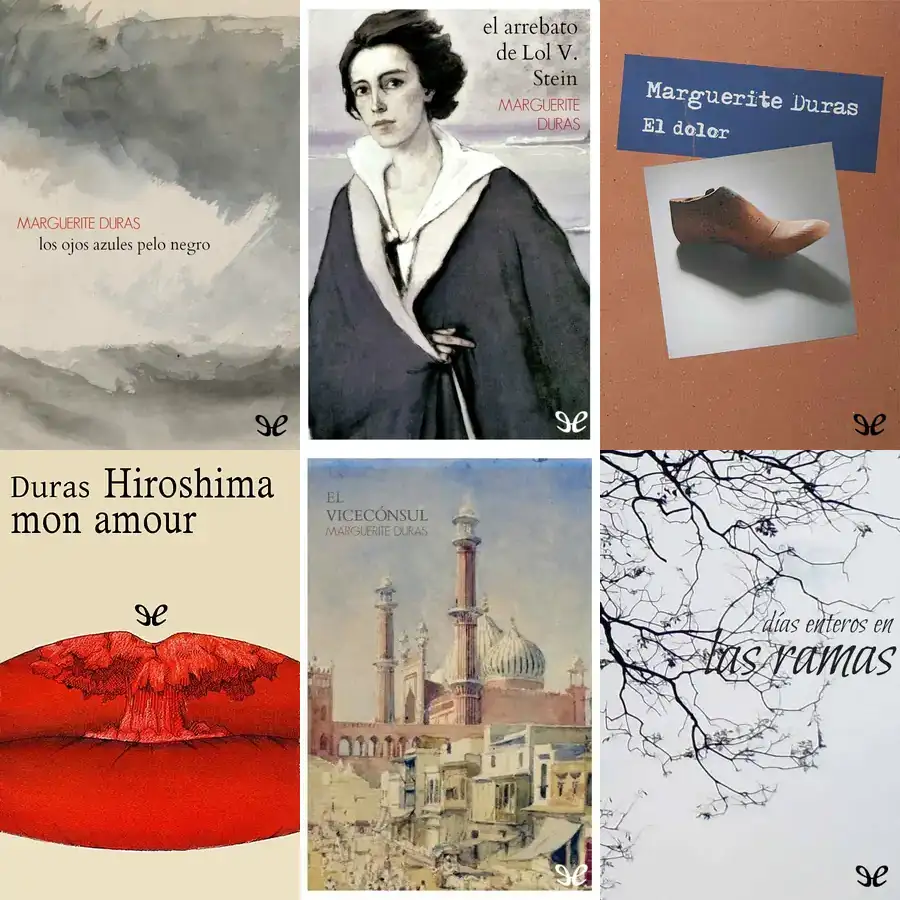 MARGUERITE DURAS
los ojos azules pelo negro
el arrebato
de Lol V.
Stein
MARGUERITE
DURAS
Marguerite Duras
El dolor
Duras Hiroshima
mon amour
EL
VICECÓNSUL
MARGUERITE DURAS
días enteros en
las ramas